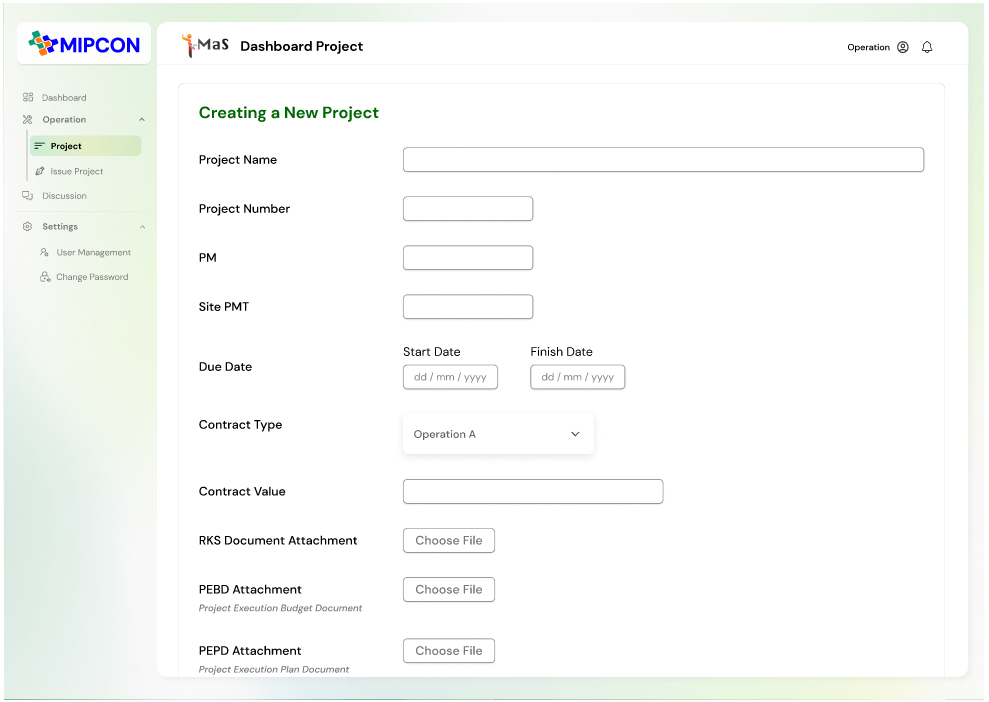 MIPCON
iMaS Dashboard Project
Operation
Dashboard
Operation
Project
Issue Project
Discussion
Settings
User Management
Change Password
Creating a New Project
Project Name
Project Number
PM
Site PMT
Due Date
Start Date Finish Date
dd / mm / yyyy dd / mm / yyyy
Contract Type
Operation A
Contract Value
RKS Document Attachment Choose File
PEBD Attachment Choose File
Project Execution Budget Document
PEPD Attachment Choose File
Project Execution Plan Document